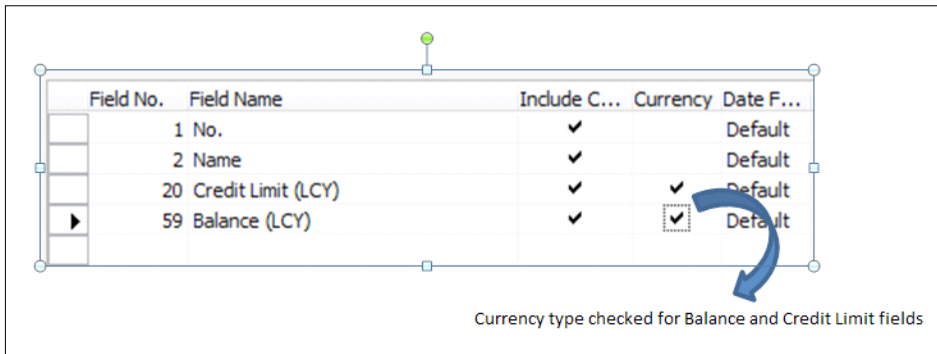 Field No. Field Name Include C... Currency Date F...
1 No. Default
2 Name Default
20 Credit Limit (LCY) Default
59 Balance (LCY) Default
Currency type checked for Balance and Credit Limit fields